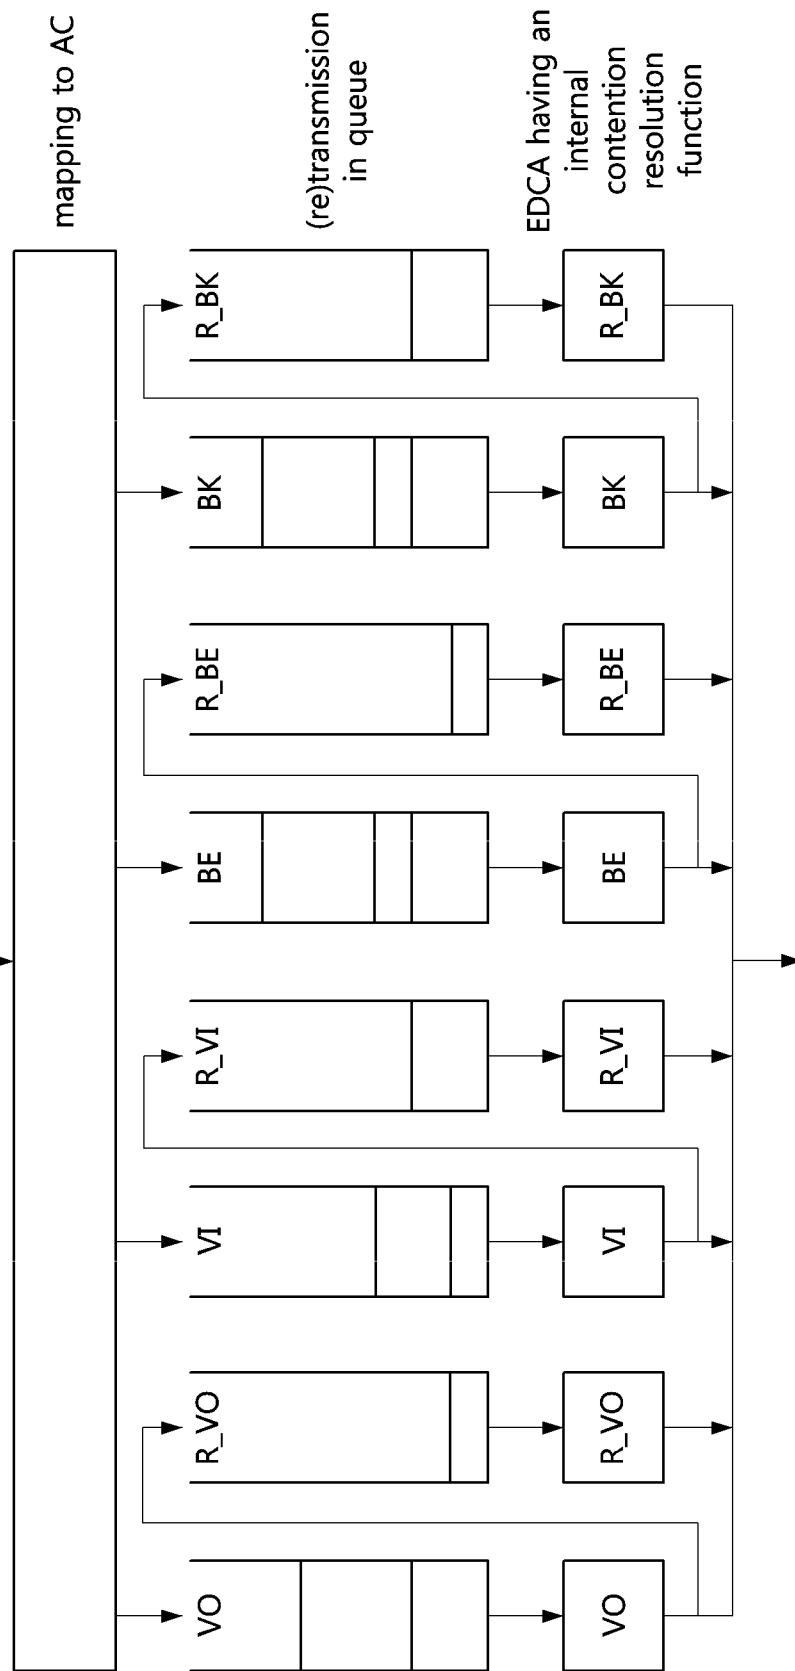 mapping to AC
VO
R_VO
VI
R_VI
BE
R_BE
BK
R_BK
(re)transmission
in queue
VO
R_VO
VI
R_VI
BE
R_BE
BK
R_BK
EDCA having an
internal
contention
resolution
function